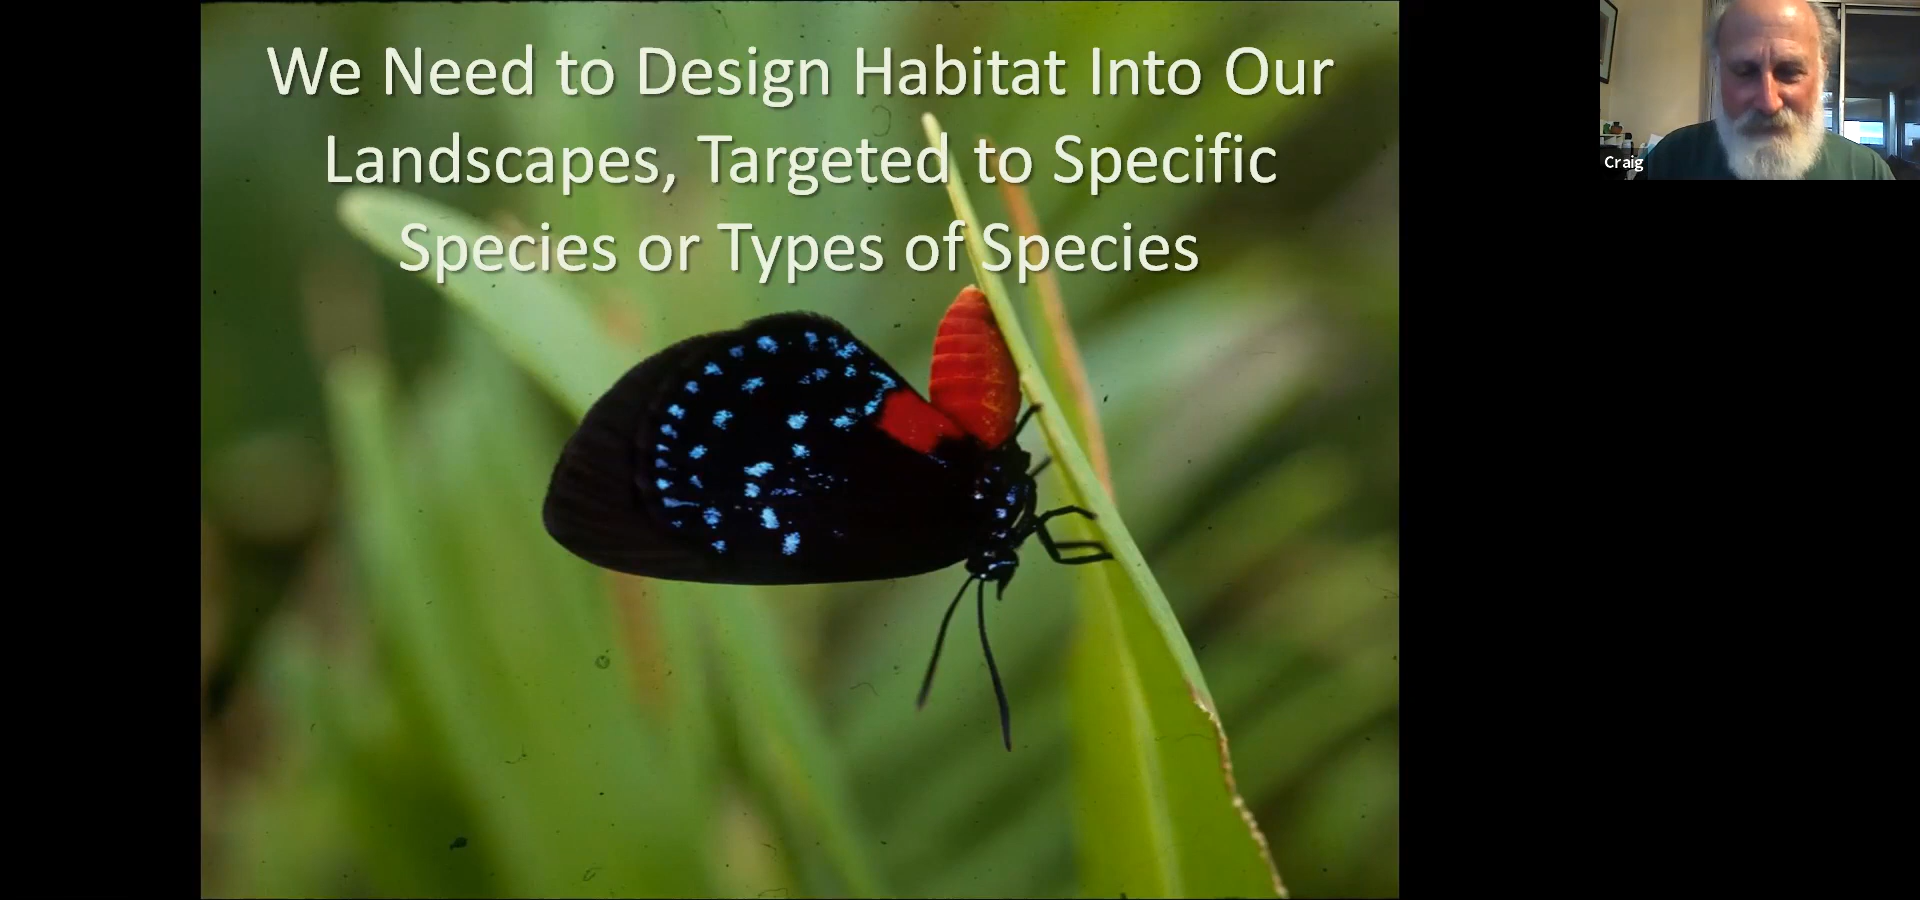 We Need to Design Habitat Into Our
Landscapes, Targeted to Specific
Species or Types of Species
Craig